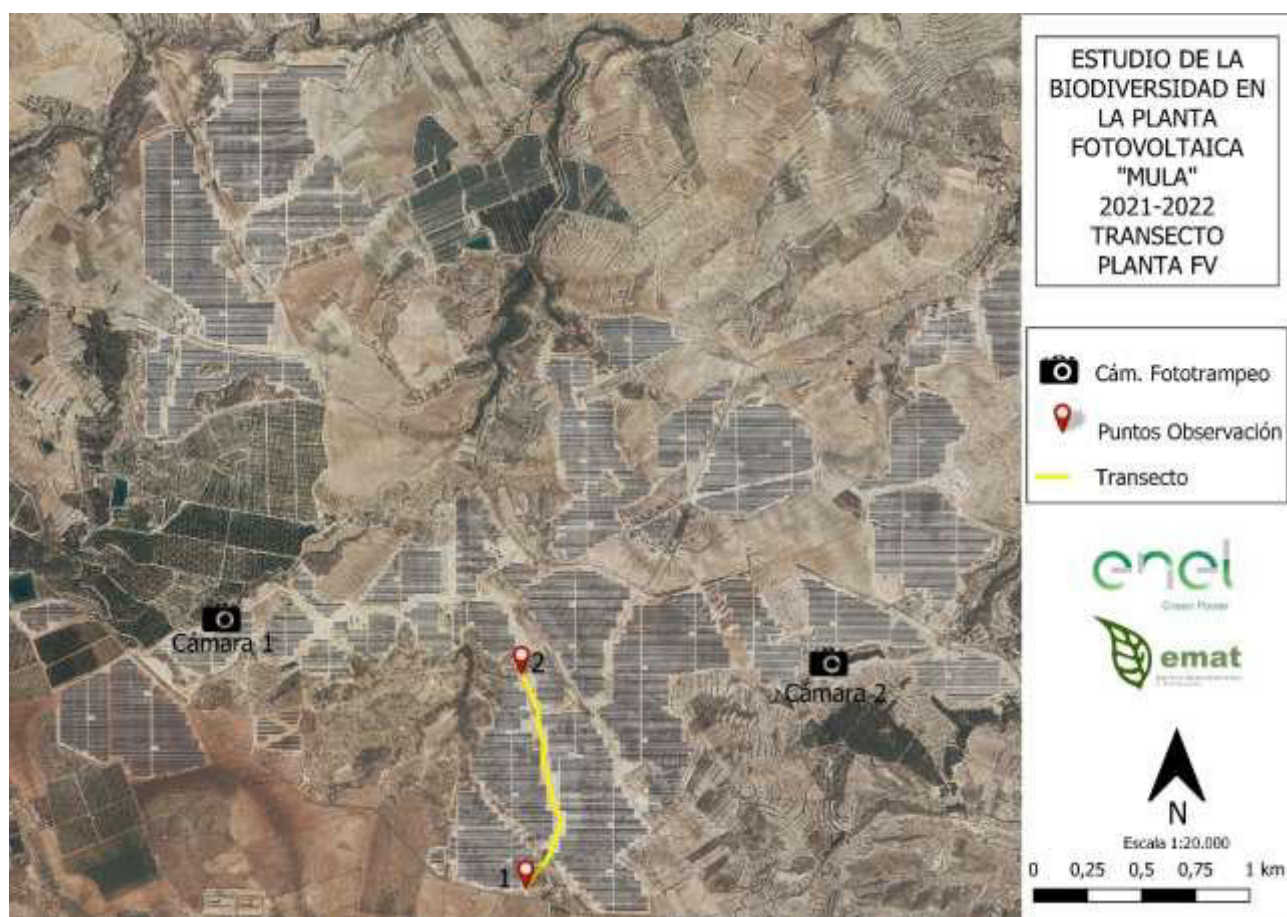 ESTUDIO DE LA
BIODIVERSIDAD EN
LA PLANTA
FOTOVOLTAICA
"MULA"
2021-2022
TRANSECTO
PLANTA FV
Cám. Fototrampeo
Puntos Observación
Transecto
enel
Green Power
emat
N
Escala 1:20.000
0 0,25 0,5 0,75 1 km
Cámara 1
2
Cámara 2
1